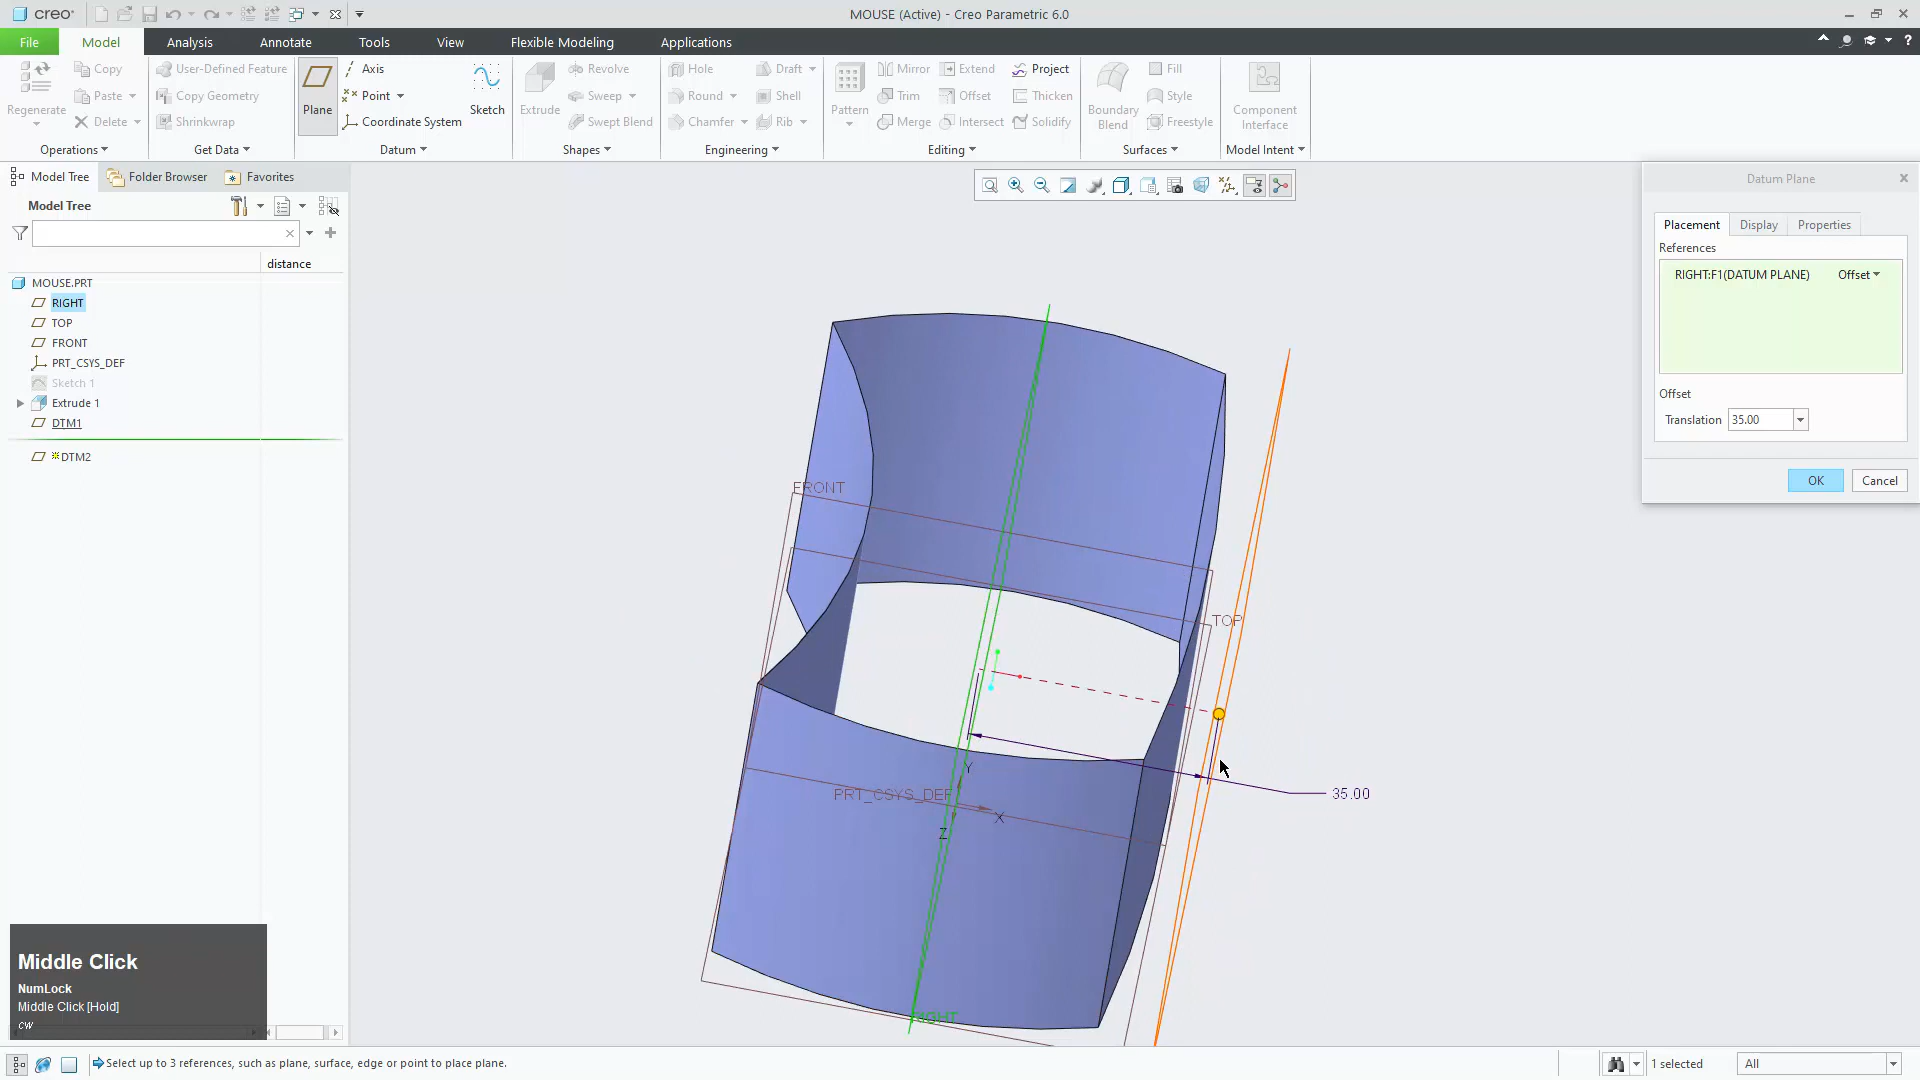 creo
MOUSE (Active) - Creo Parametric 6.0
File
Model
Analysis
Annotate
Tools
View
Flexible Modeling
Applications
Regenerate
Copy
Paste
Delete
Operations
User-Defined Feature
Copy Geometry
Shrinkwrap
Get Data
Plane
Axis
Point
Coordinate System
Sketch
Datum
Extrude
Revolve
Sweep
Swept Blend
Shapes
Hole
Round
Chamfer
Draft
Shell
Rib
Engineering
Pattern
Mirror
Trim
Merge
Extend
Offset
Intersect
Project
Thicken
Solidify
Editing
Boundary
Blend
Fill
Style
Freestyle
Surfaces
Component
Interface
Model Intent
Model Tree
Folder Browser
Favorites
Model Tree
distance
MOUSE.PRT
RIGHT
TOP
FRONT
PRT_CSYS_DEF
Sketch 1
Extrude 1
DTM1
DTM2
Datum Plane
Placement
Display
Properties
References
RIGHT:F1(DATUM PLANE)
Offset
Offset
Translation
35.00
OK
Cancel
FRONT
TOP
Y
PRT_CSYS_DEF
X
Z
35.00
RIGHT
Middle Click
NumLock
Middle Click [Hold]
cw
Select up to 3 references, such as plane, surface, edge or point to place plane.
1 selected
All